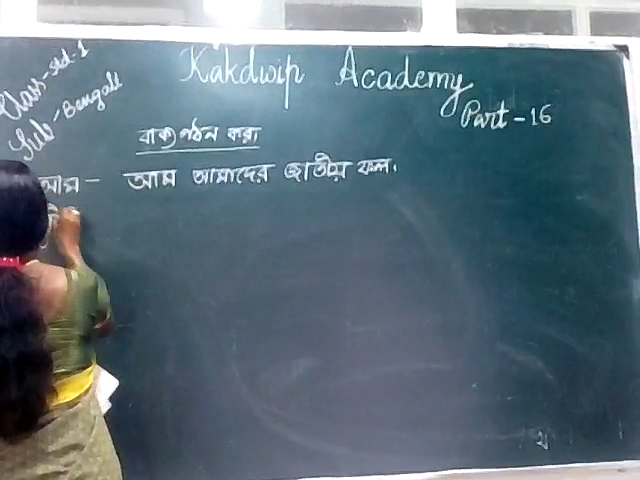 Kakdwip Academy
Class-Std-1
Sub-Bengali
Part-16
বাক্য গঠন করা
আম - আম আমাদের জাতীয় ফল.